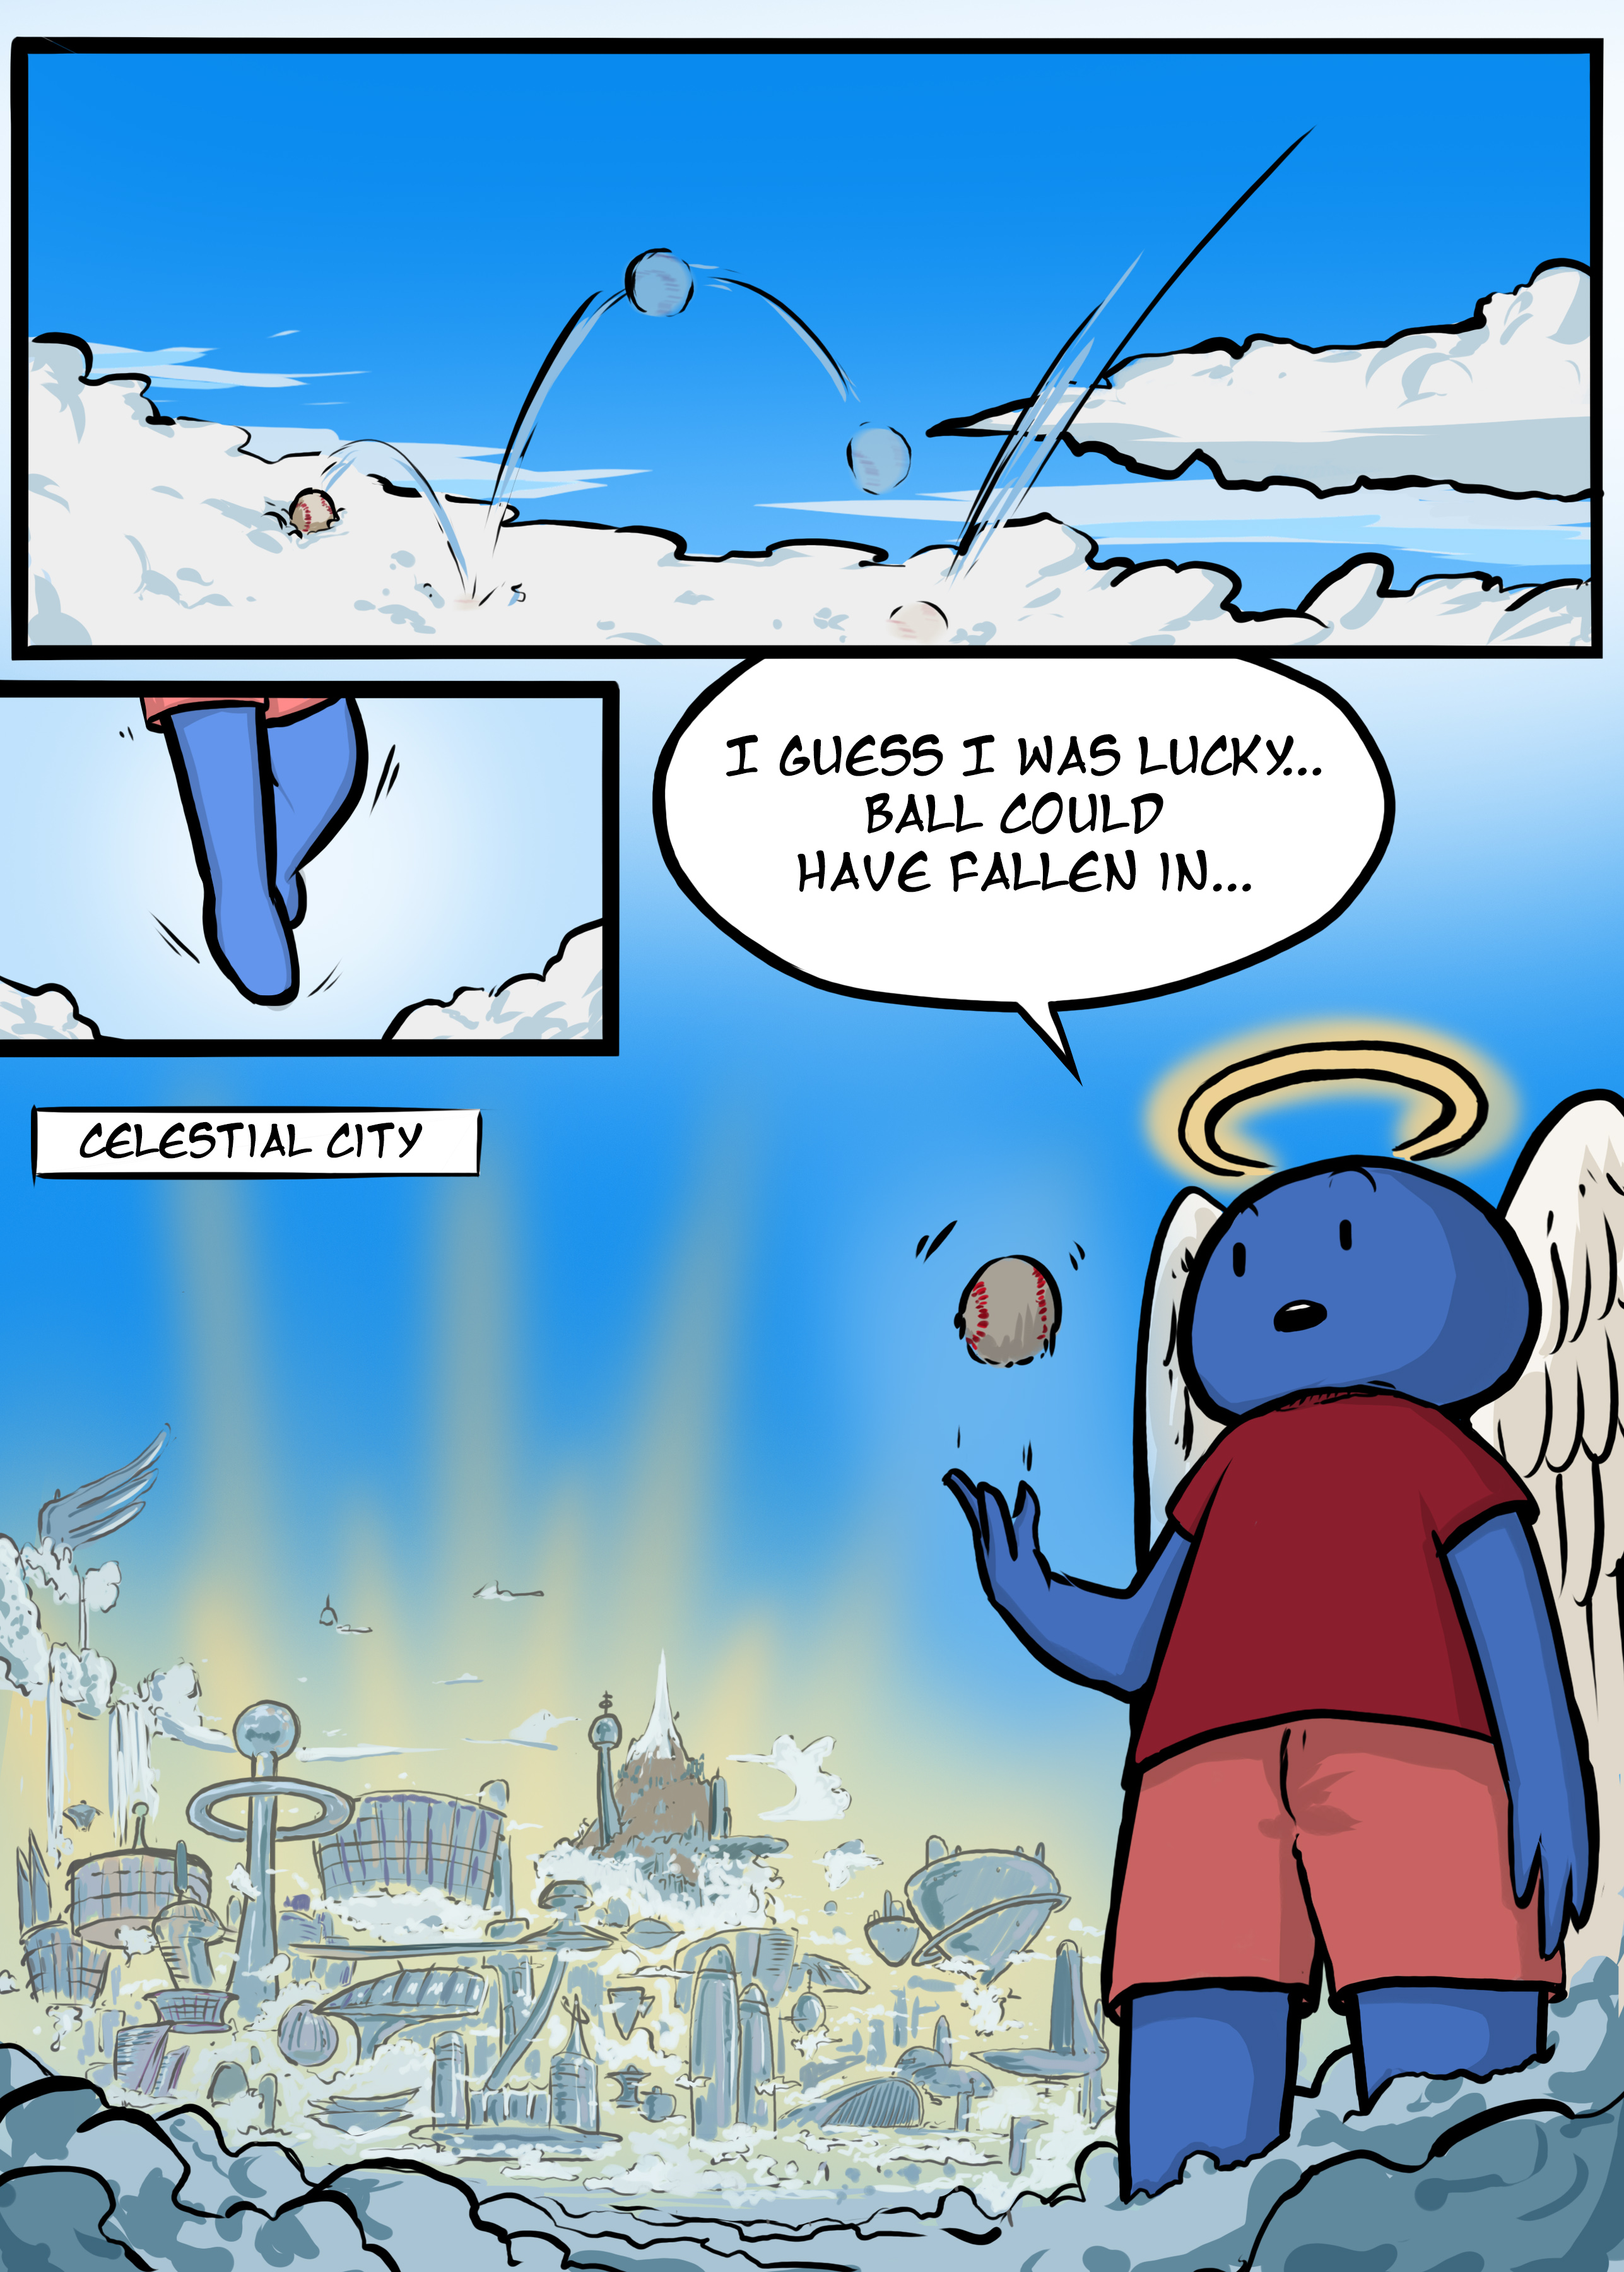 I GUESS I WAS LUCKY...
BALL COULD
HAVE FALLEN IN...
CELESTIAL CITY